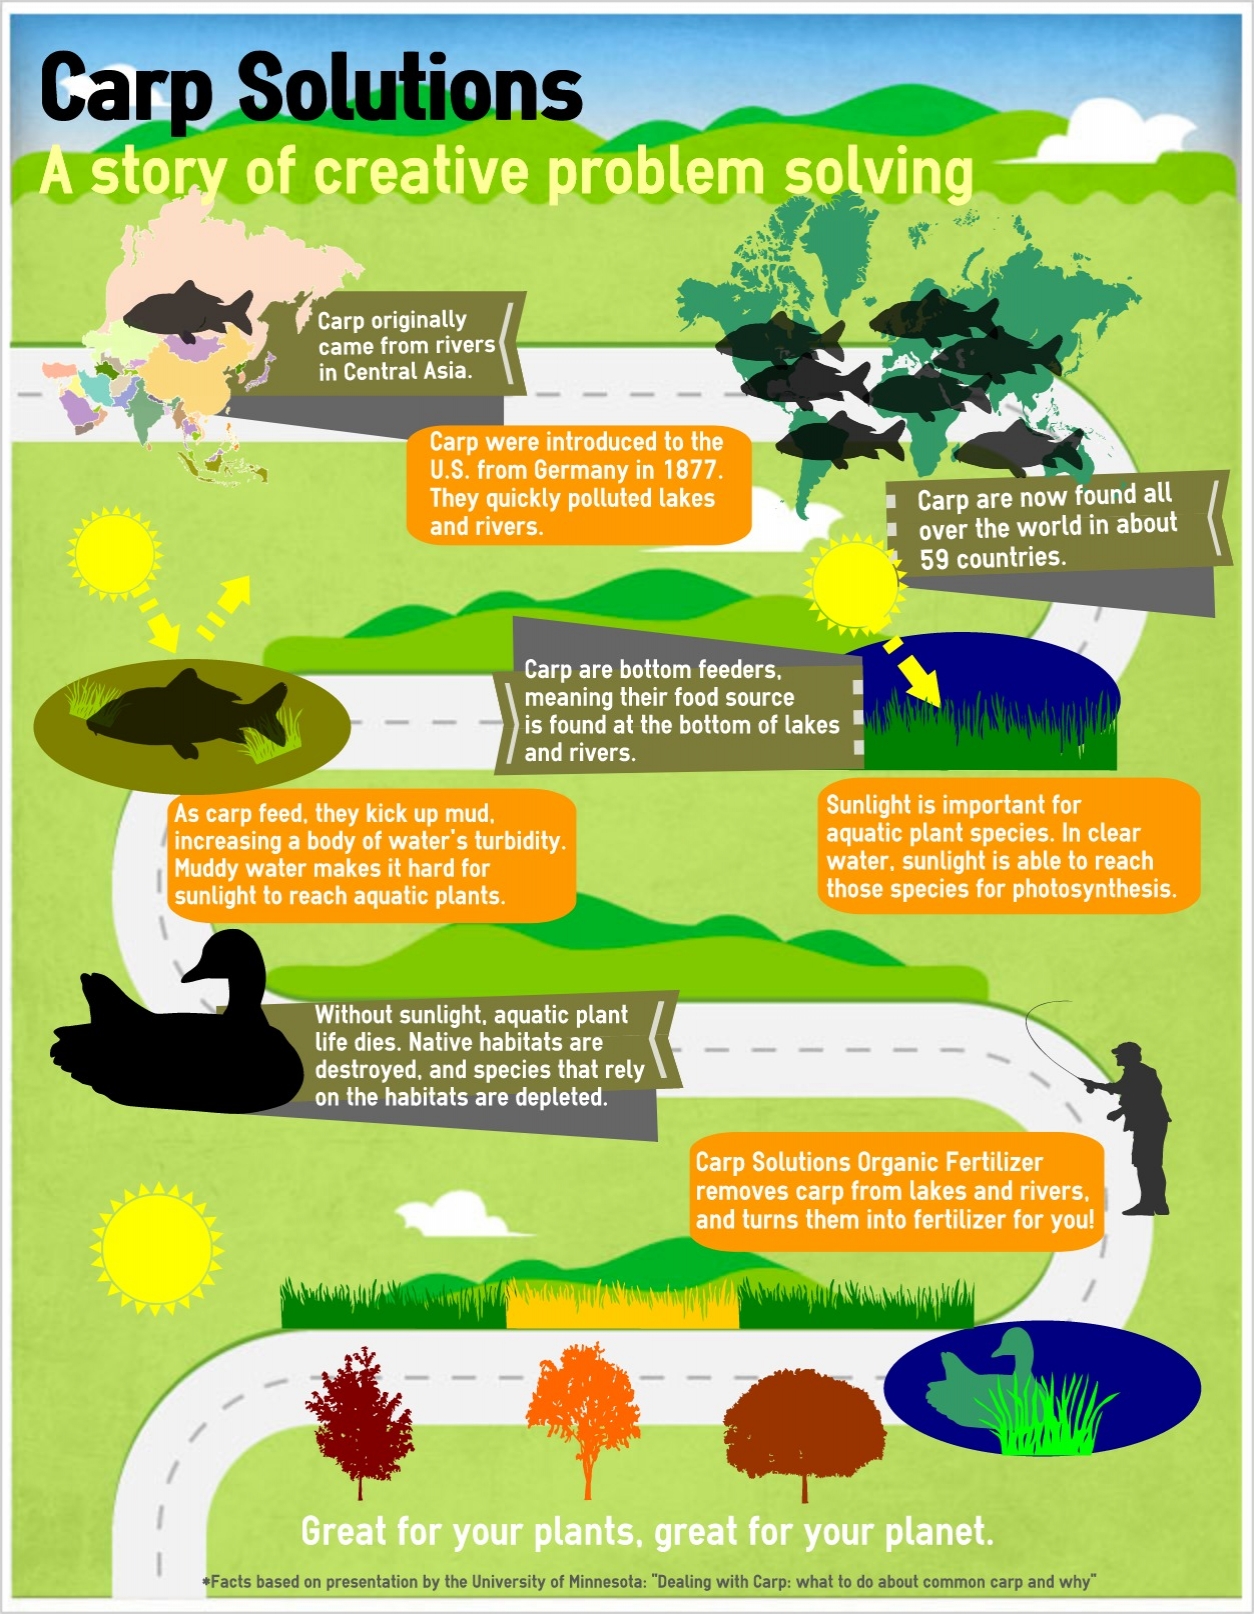 Carp Solutions
A story of creative problem solving
Carp originally
came from rivers
in Central Asia.
Carp were introduced to the
U.S. from Germany in 1877.
They quickly polluted lakes
and rivers.
Carp are now found all
over the world in about
59 countries.
Carp are bottom feeders,
meaning their food source
is found at the bottom of lakes
and rivers.
Sunlight is important for
aquatic plant species. In clear
water, sunlight is able to reach
those species for photosynthesis.
As carp feed, they kick up mud,
increasing a body of water's turbidity.
Muddy water makes it hard for
sunlight to reach aquatic plants.
Without sunlight, aquatic plant
life dies. Native habitats are
destroyed, and species that rely
on the habitats are depleted.
Carp Solutions Organic Fertilizer
removes carp from lakes and rivers,
and turns them into fertilizer for you!
Great for your plants, great for your planet.
*Facts based on presentation by the University of Minnesota: "Dealing with Carp: what to do about common carp and why"